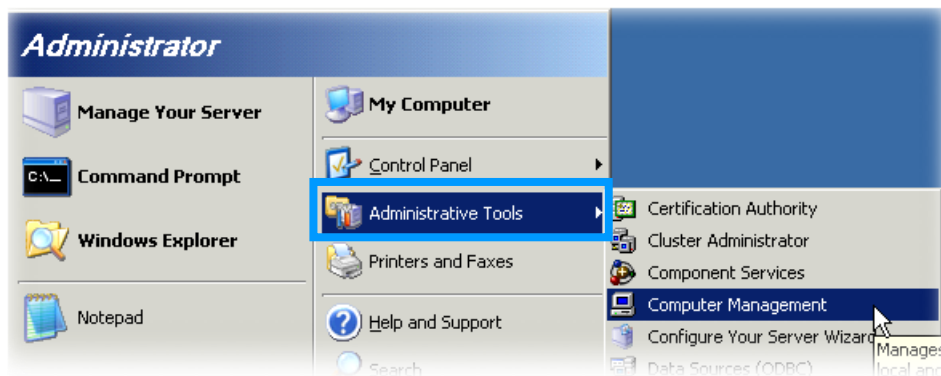 Administrator
Manage Your Server
Command Prompt
Windows Explorer
Notepad
My Computer
Control Panel
Administrative Tools
Printers and Faxes
Help and Support
Search
Certification Authority
Cluster Administrator
Component Services
Computer Management
Configure Your Server Wizard
Data Sources (ODBC)
Manages
local and
C:\_